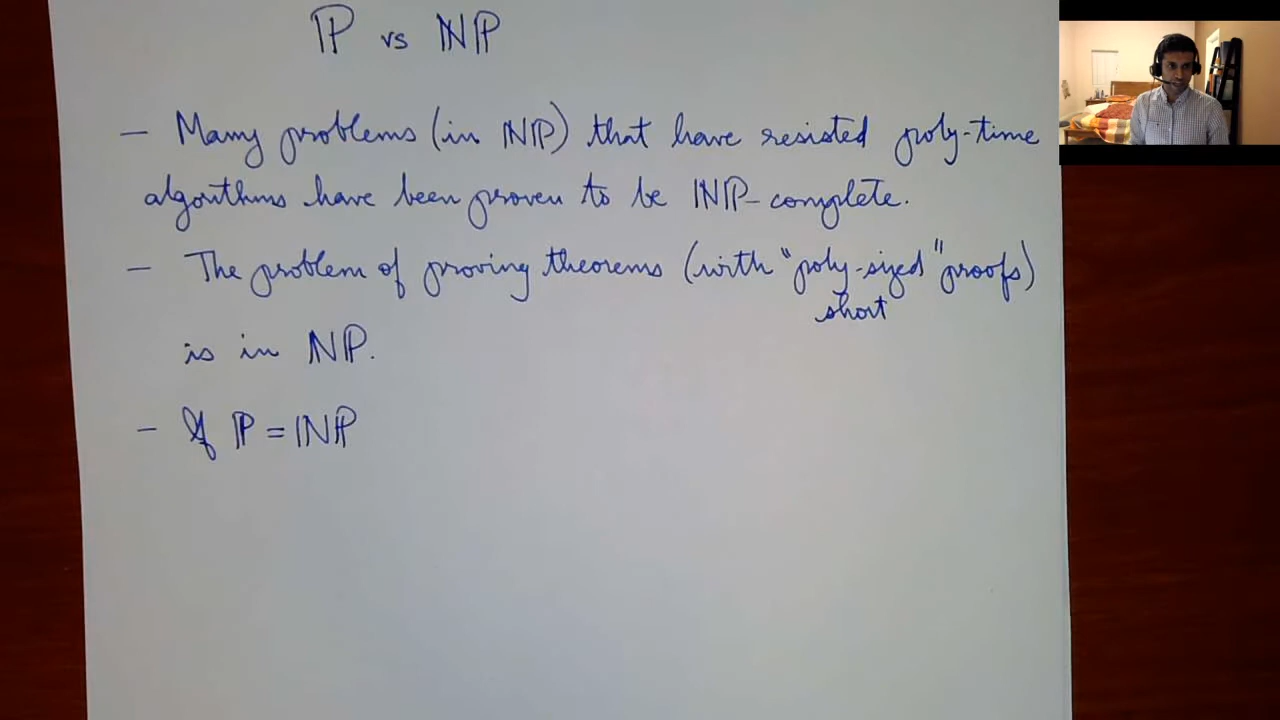 ℙ vs ℕℙ
- Many problems (in ℕℙ) that have resisted poly-time
algorithms have been proven to be ℕℙ-complete.
- The problem of proving theorems (with "poly-sized" proofs)
short
is in ℕℙ.
- If ℙ = ℕℙ